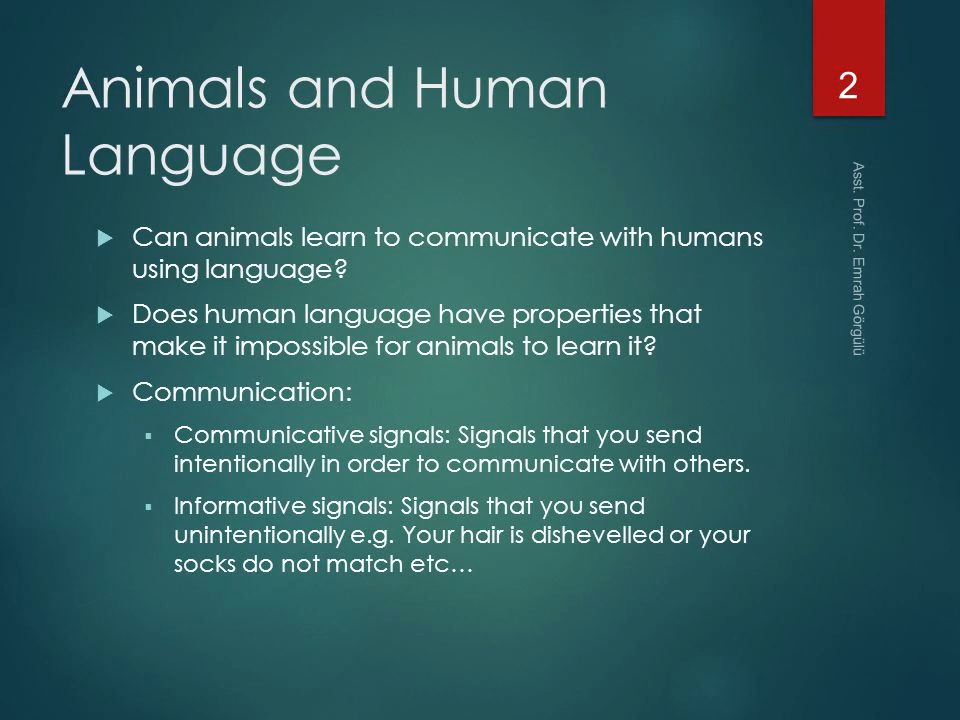 Animals and Human
Language
2
Can animals learn to communicate with humans
using language?
Does human language have properties that
make it impossible for animals to learn it?
Communication:
Communicative signals: Signals that you send
intentionally in order to communicate with others.
Informative signals: Signals that you send
unintentionally e.g. Your hair is dishevelled or your
socks do not match etc…
Asst. Prof. Dr. Emrah Görgülü